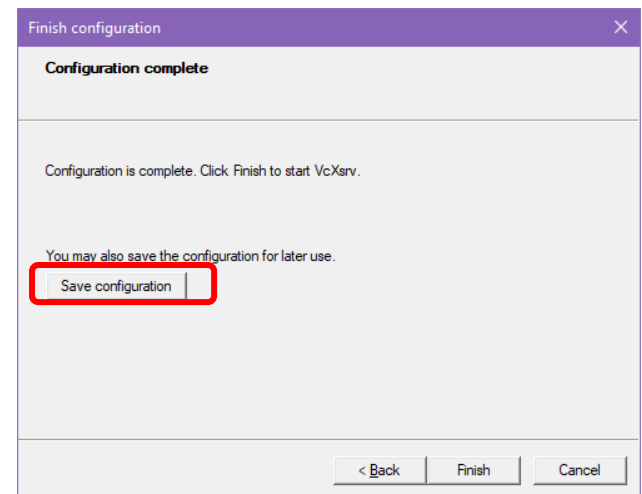 Finish configuration
Configuration complete
Configuration is complete. Click Finish to start VcXsrv.
You may also save the configuration for later use.
Save configuration
< Back
Finish
Cancel